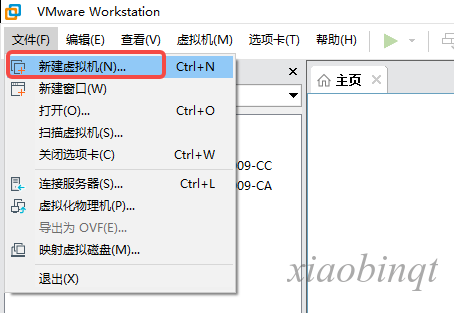 VMware Workstation
文件(F) 编辑(E) 查看(V) 虚拟机(M) 选项卡(T) 帮助(H)
新建虚拟机(N)... Ctrl+N
新建窗口(W)
打开(O)... Ctrl+O
扫描虚拟机(S)...
关闭选项卡(C) Ctrl+W
连接服务器(S)... Ctrl+L
虚拟化物理机(P)...
导出为 OVF(E)...
映射虚拟磁盘(M)...
退出(X)
主页
009-CC
009-CA
xiaobinqt